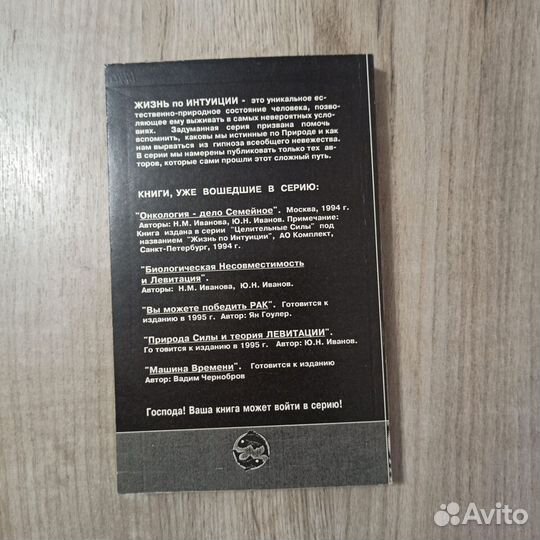 ЖИЗНЬ по ИНТУИЦИИ - это уникальное ес-
тественно-природное состояние человека, позво-
ляющее ему выживать в самых невероятных усло-
виях. Задуманная серия призвана помочь
вспомнить, каковы мы истинные по Природе и как
нам вырваться из гипноза всеобщего невежества.
В серии мы намерены публиковать только тех ав-
торов, которые сами прошли этот сложный путь.
КНИГИ, УЖЕ ВОШЕДШИЕ В СЕРИЮ:
"Онкология - дело Семейное". Москва, 1994 г.
Авторы: Н.М. Иванова, Ю.Н. Иванов. Примечание:
Книга издана в серии "Целительные Силы" под
названием "Жизнь по Интуиции", АО Комплект,
Санкт-Петербург, 1994 г.
"Биологическая Несовместимость
и Левитация".
Авторы: Н.М. Иванова, Ю.Н. Иванов.
"Вы можете победить РАК". Готовится к
изданию в 1995 г. Автор: Ян Гоулер.
"Природа Силы и теория ЛЕВИТАЦИИ".
Го товится к изданию в 1995 г. Автор: Ю.Н. Иванов.
"Машина Времени". Готовится к изданию
Автор: Вадим Чернобров
Господа! Ваша книга может войти в серию!
Avito